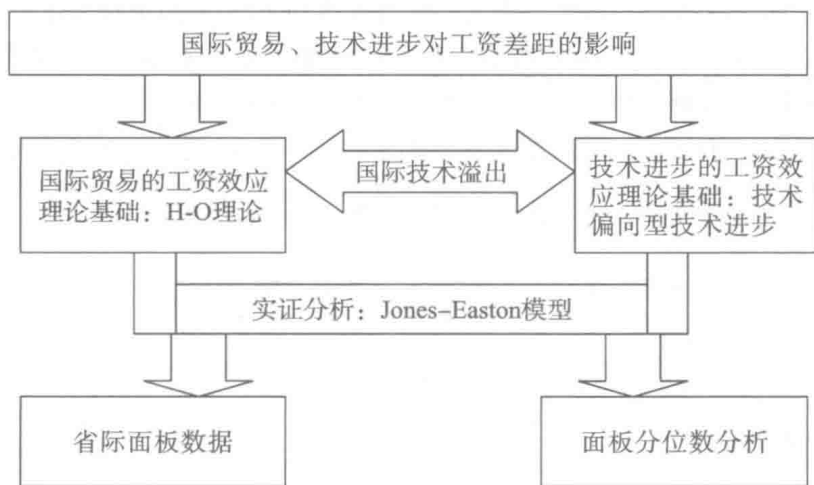 国际贸易、技术进步对工资差距的影响
国际贸易的工资效应
理论基础：H-O理论
国际技术溢出
技术进步的工资效
应理论基础：技术
偏向型技术进步
实证分析：Jones-Easton模型
省际面板数据
面板分位数分析